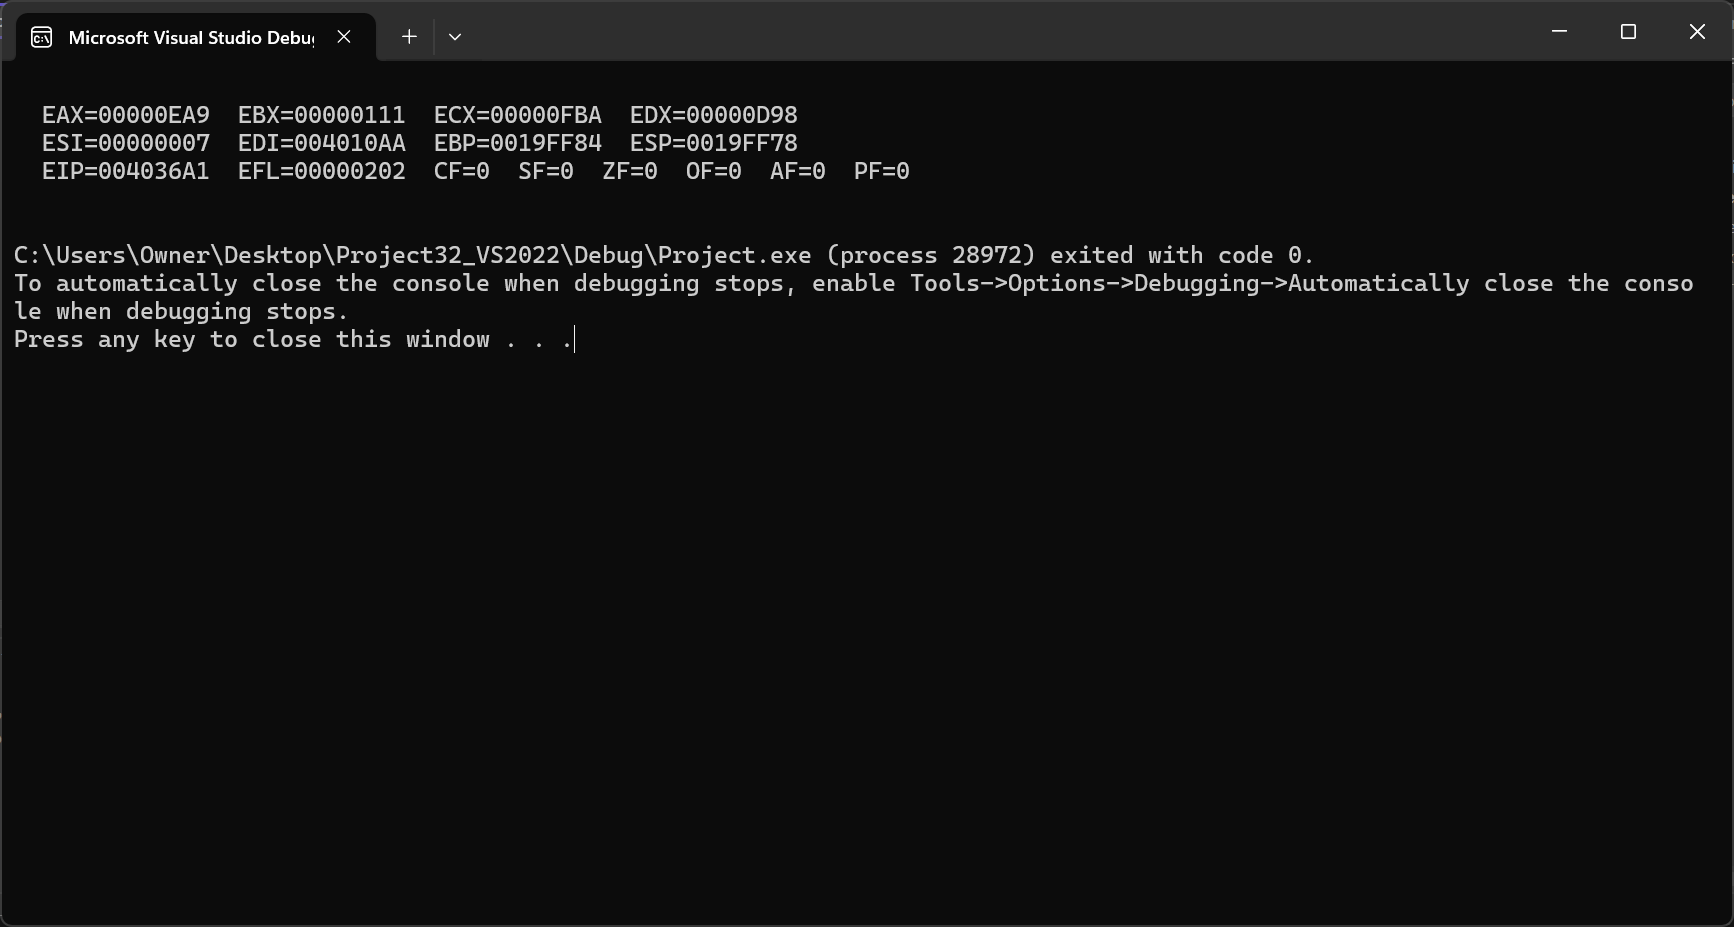 Microsoft Visual Studio Debu
EAX=00000EA9  EBX=00000111  ECX=00000FBA  EDX=00000D98
ESI=00000007  EDI=004010AA  EBP=0019FF84  ESP=0019FF78
EIP=004036A1  EFL=00000202  CF=0  SF=0  ZF=0  OF=0  AF=0  PF=0
C:\Users\Owner\Desktop\Project32_VS2022\Debug\Project.exe (process 28972) exited with code 0.
To automatically close the console when debugging stops, enable Tools->Options->Debugging->Automatically close the conso
le when debugging stops.
Press any key to close this window . . .